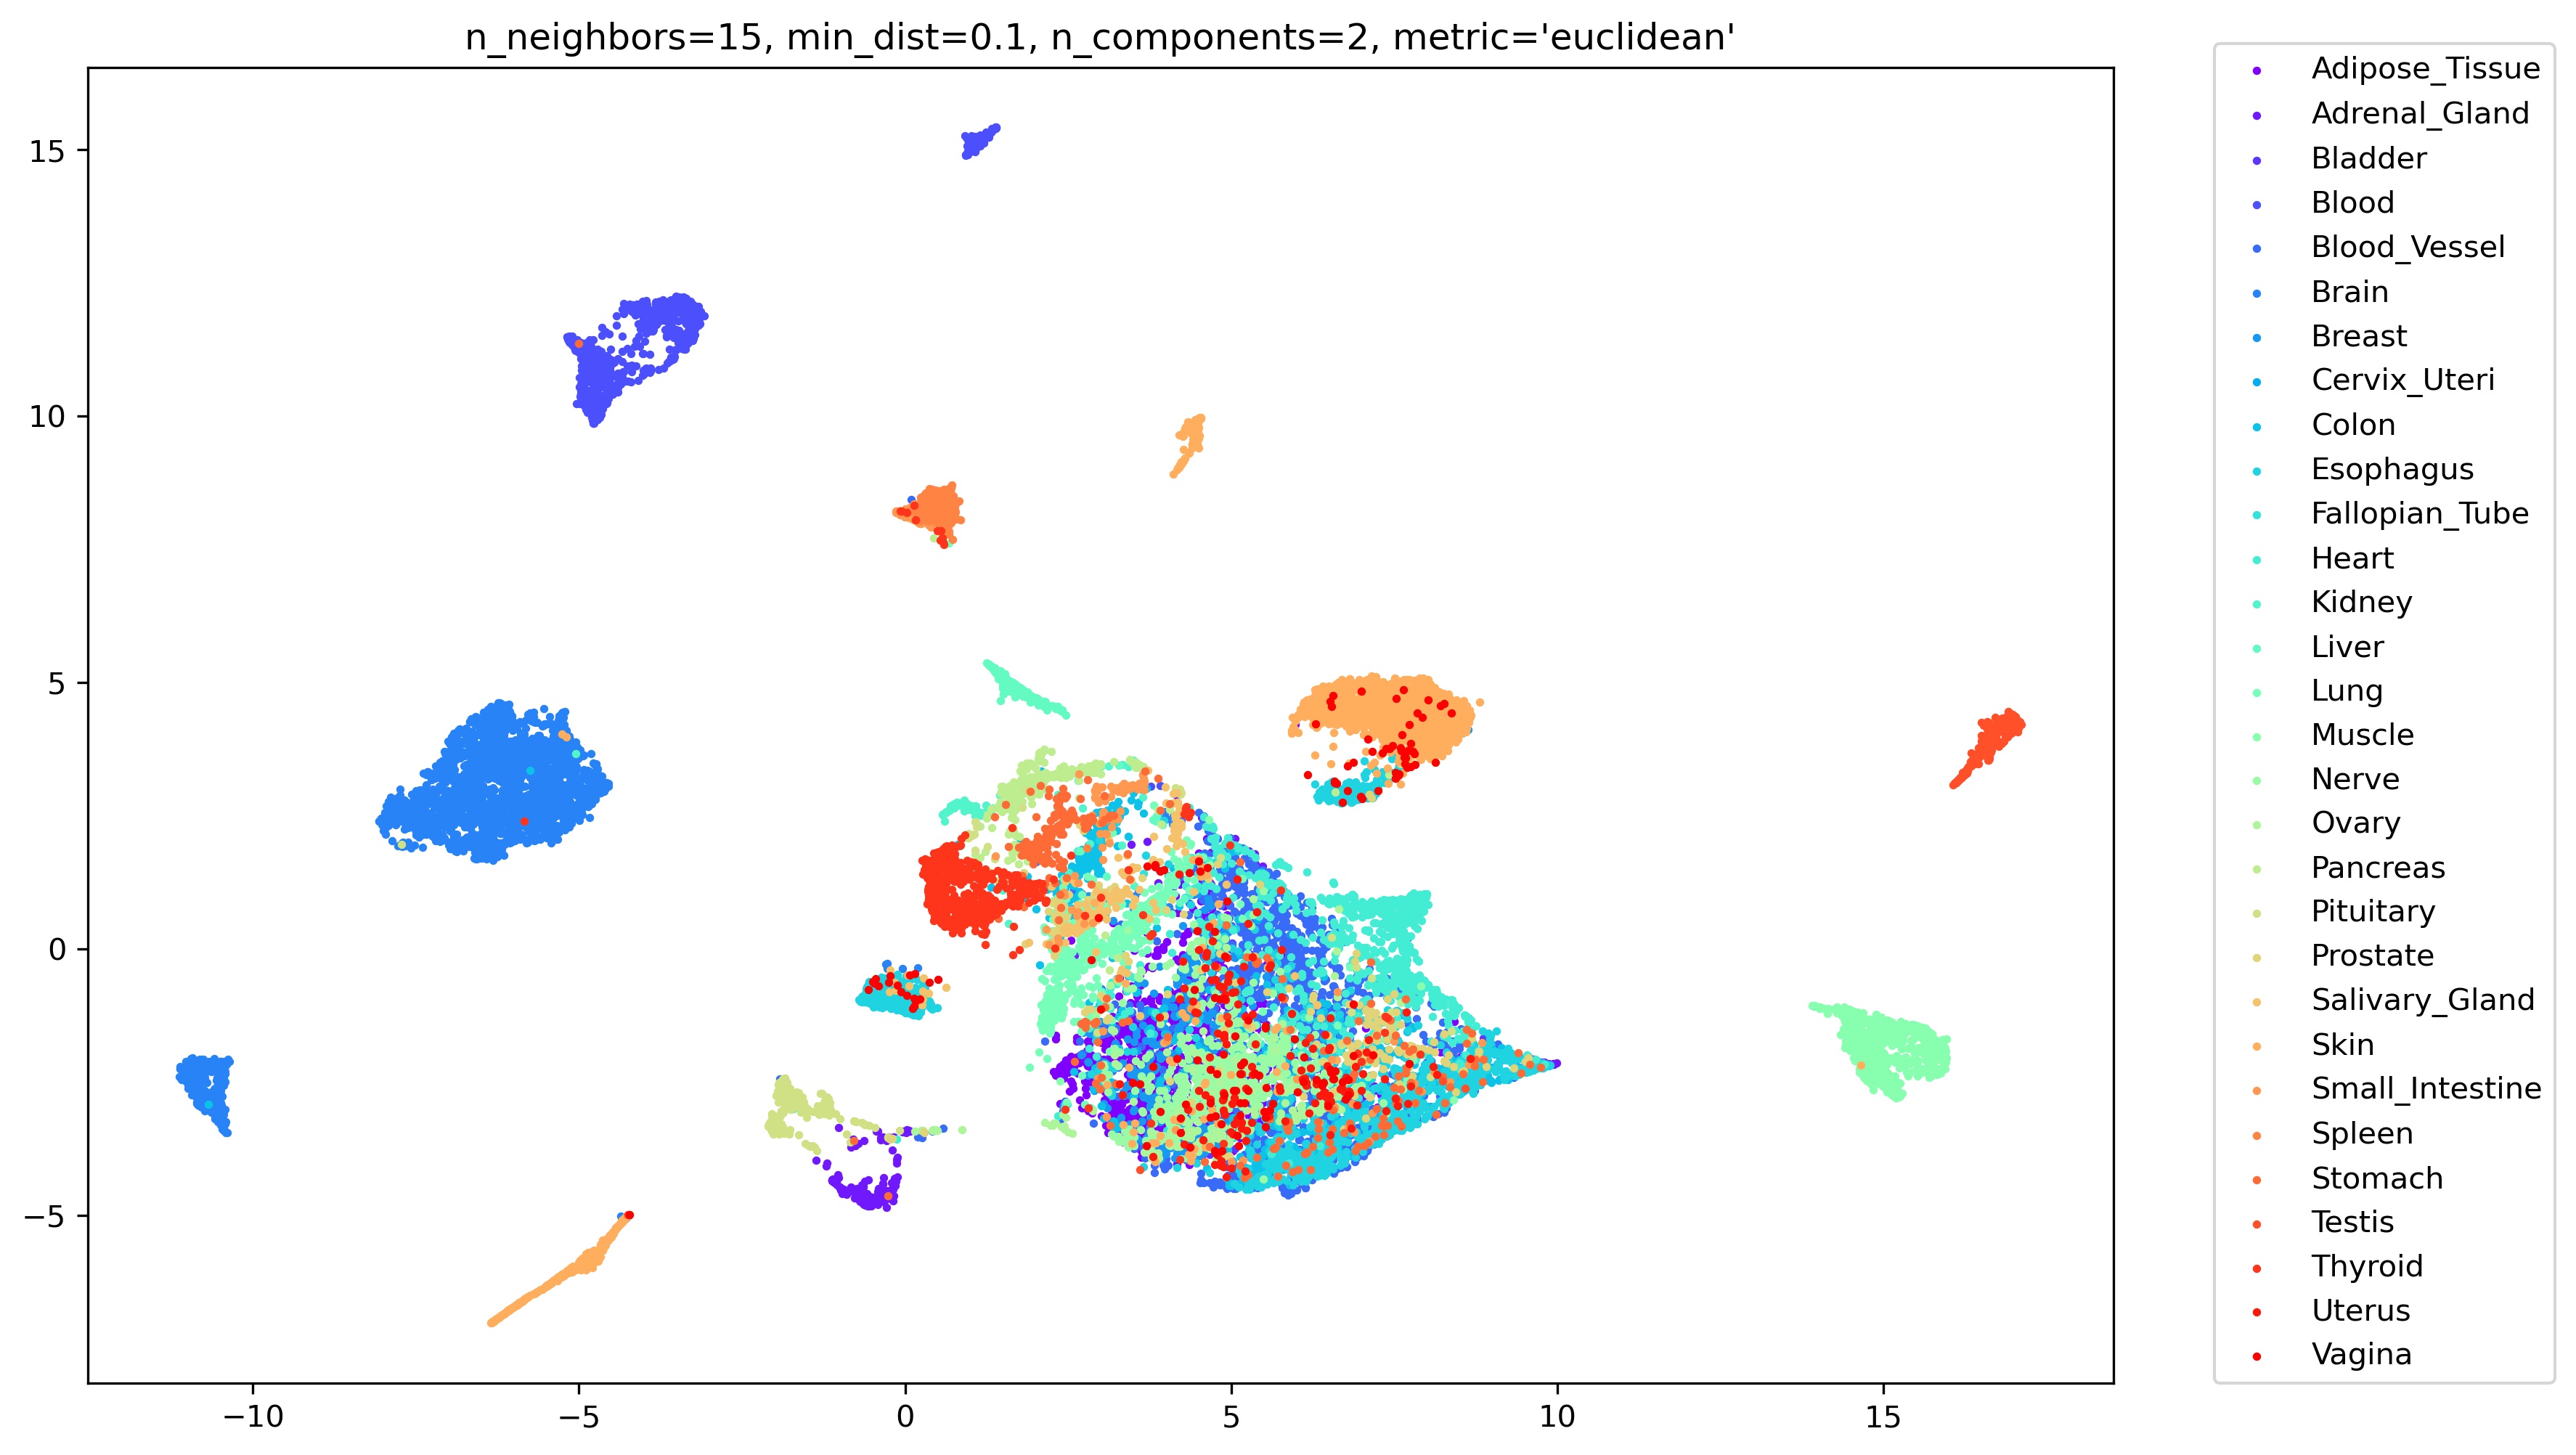 n_neighbors=15, min_dist=0.1, n_components=2, metric='euclidean'
15
10
5
0
−5
−10
−5
0
5
10
15
Adipose_Tissue
Adrenal_Gland
Bladder
Blood
Blood_Vessel
Brain
Breast
Cervix_Uteri
Colon
Esophagus
Fallopian_Tube
Heart
Kidney
Liver
Lung
Muscle
Nerve
Ovary
Pancreas
Pituitary
Prostate
Salivary_Gland
Skin
Small_Intestine
Spleen
Stomach
Testis
Thyroid
Uterus
Vagina